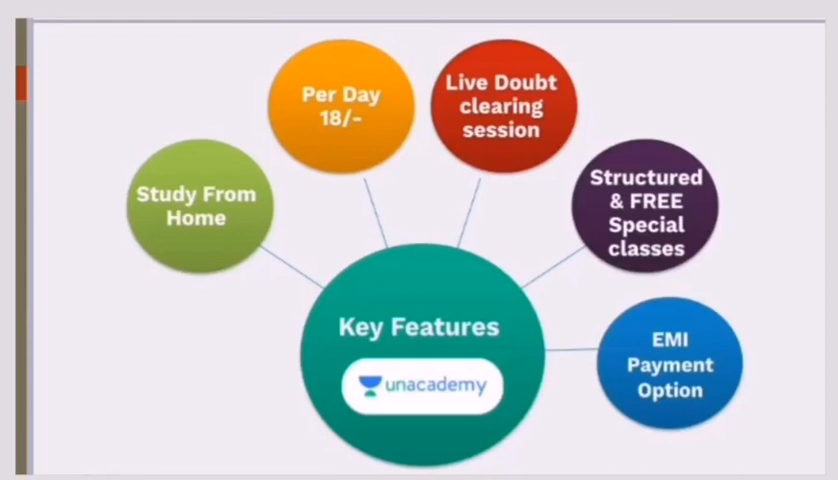 Study From
Home
Per Day
18/-
Live Doubt
clearing
session
Structured
& FREE
Special
classes
EMI
Payment
Option
Key Features
unacademy